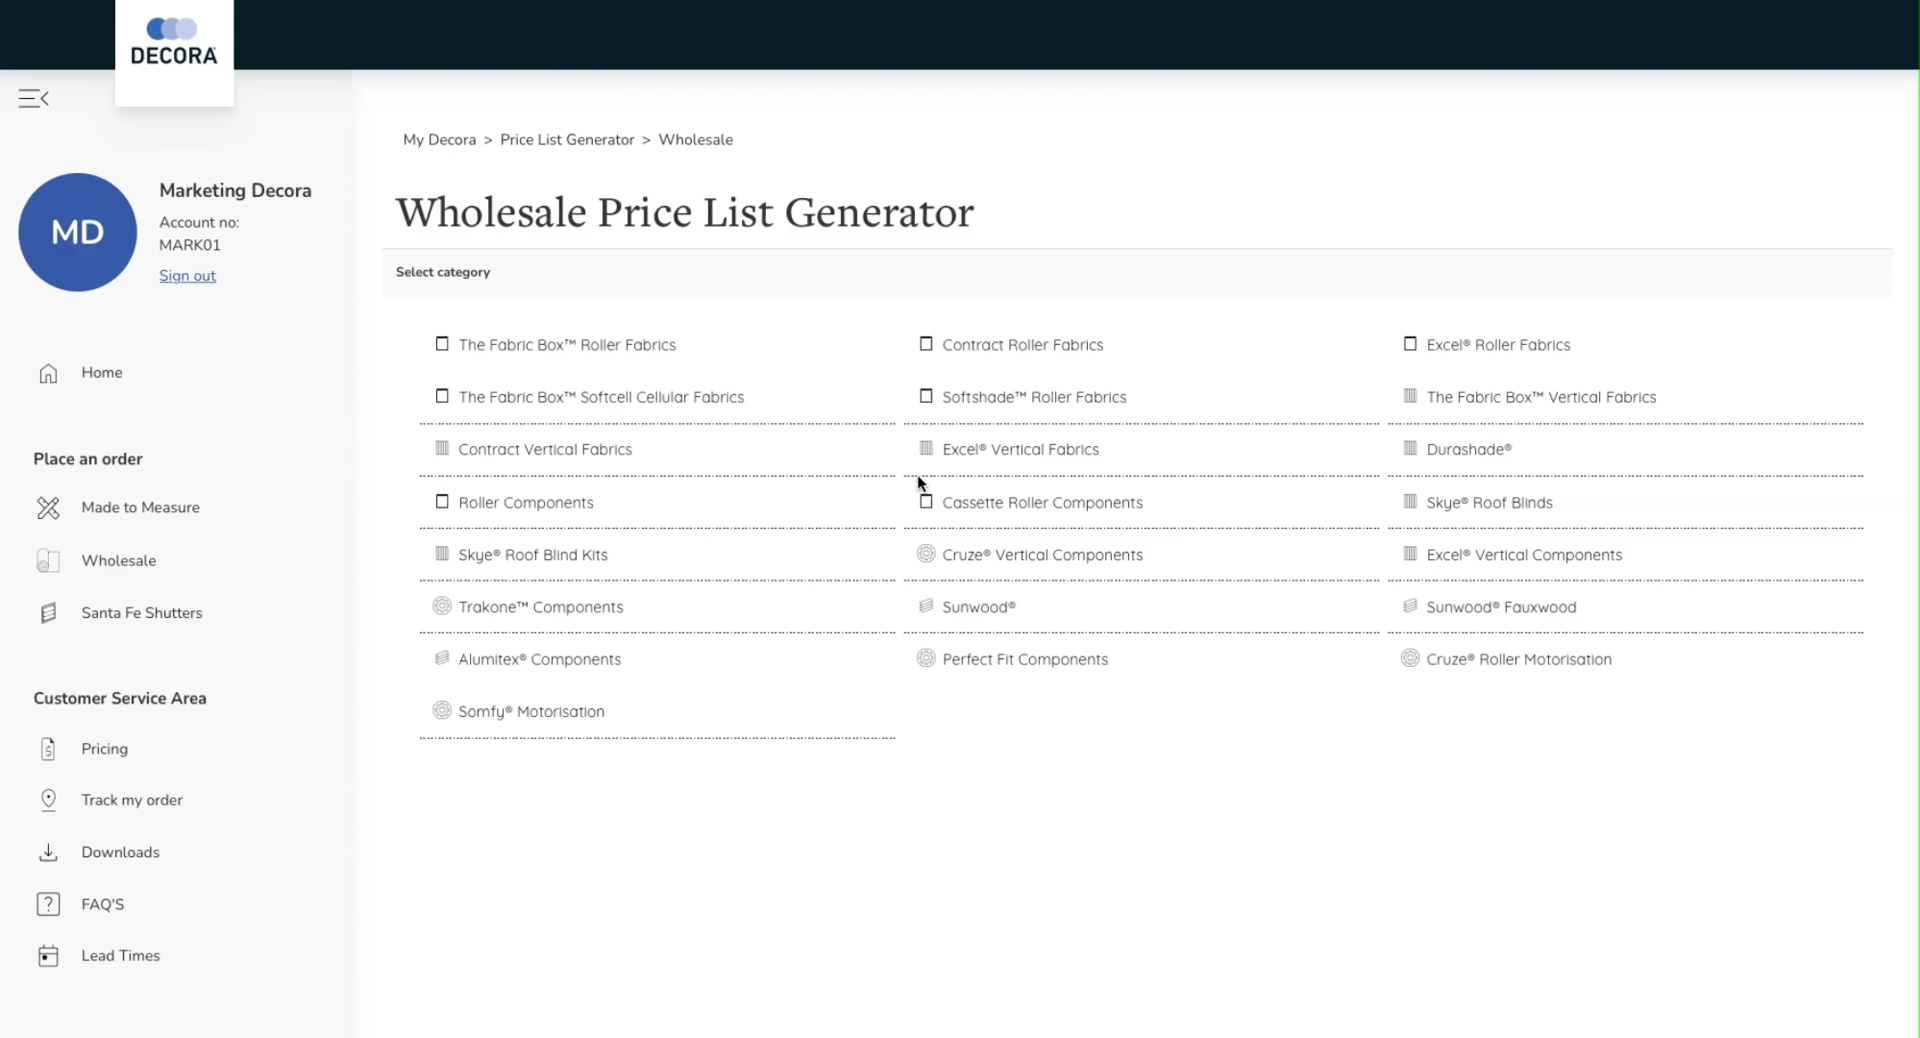 DECORA
MD
Marketing Decora
Account no:
MARK01
Sign out
Home
Place an order
Made to Measure
Wholesale
Santa Fe Shutters
Customer Service Area
Pricing
Track my order
Downloads
FAQ'S
Lead Times
My Decora > Price List Generator > Wholesale
Wholesale Price List Generator
Select category
The Fabric Box™ Roller Fabrics
Contract Roller Fabrics
Excel® Roller Fabrics
The Fabric Box™ Softcell Cellular Fabrics
Softshade™ Roller Fabrics
The Fabric Box™ Vertical Fabrics
Contract Vertical Fabrics
Excel® Vertical Fabrics
Durashade®
Roller Components
Cassette Roller Components
Skye® Roof Blinds
Skye® Roof Blind Kits
Cruze® Vertical Components
Excel® Vertical Components
Trakone™ Components
Sunwood®
Sunwood® Fauxwood
Alumitex® Components
Perfect Fit Components
Cruze® Roller Motorisation
Somfy® Motorisation